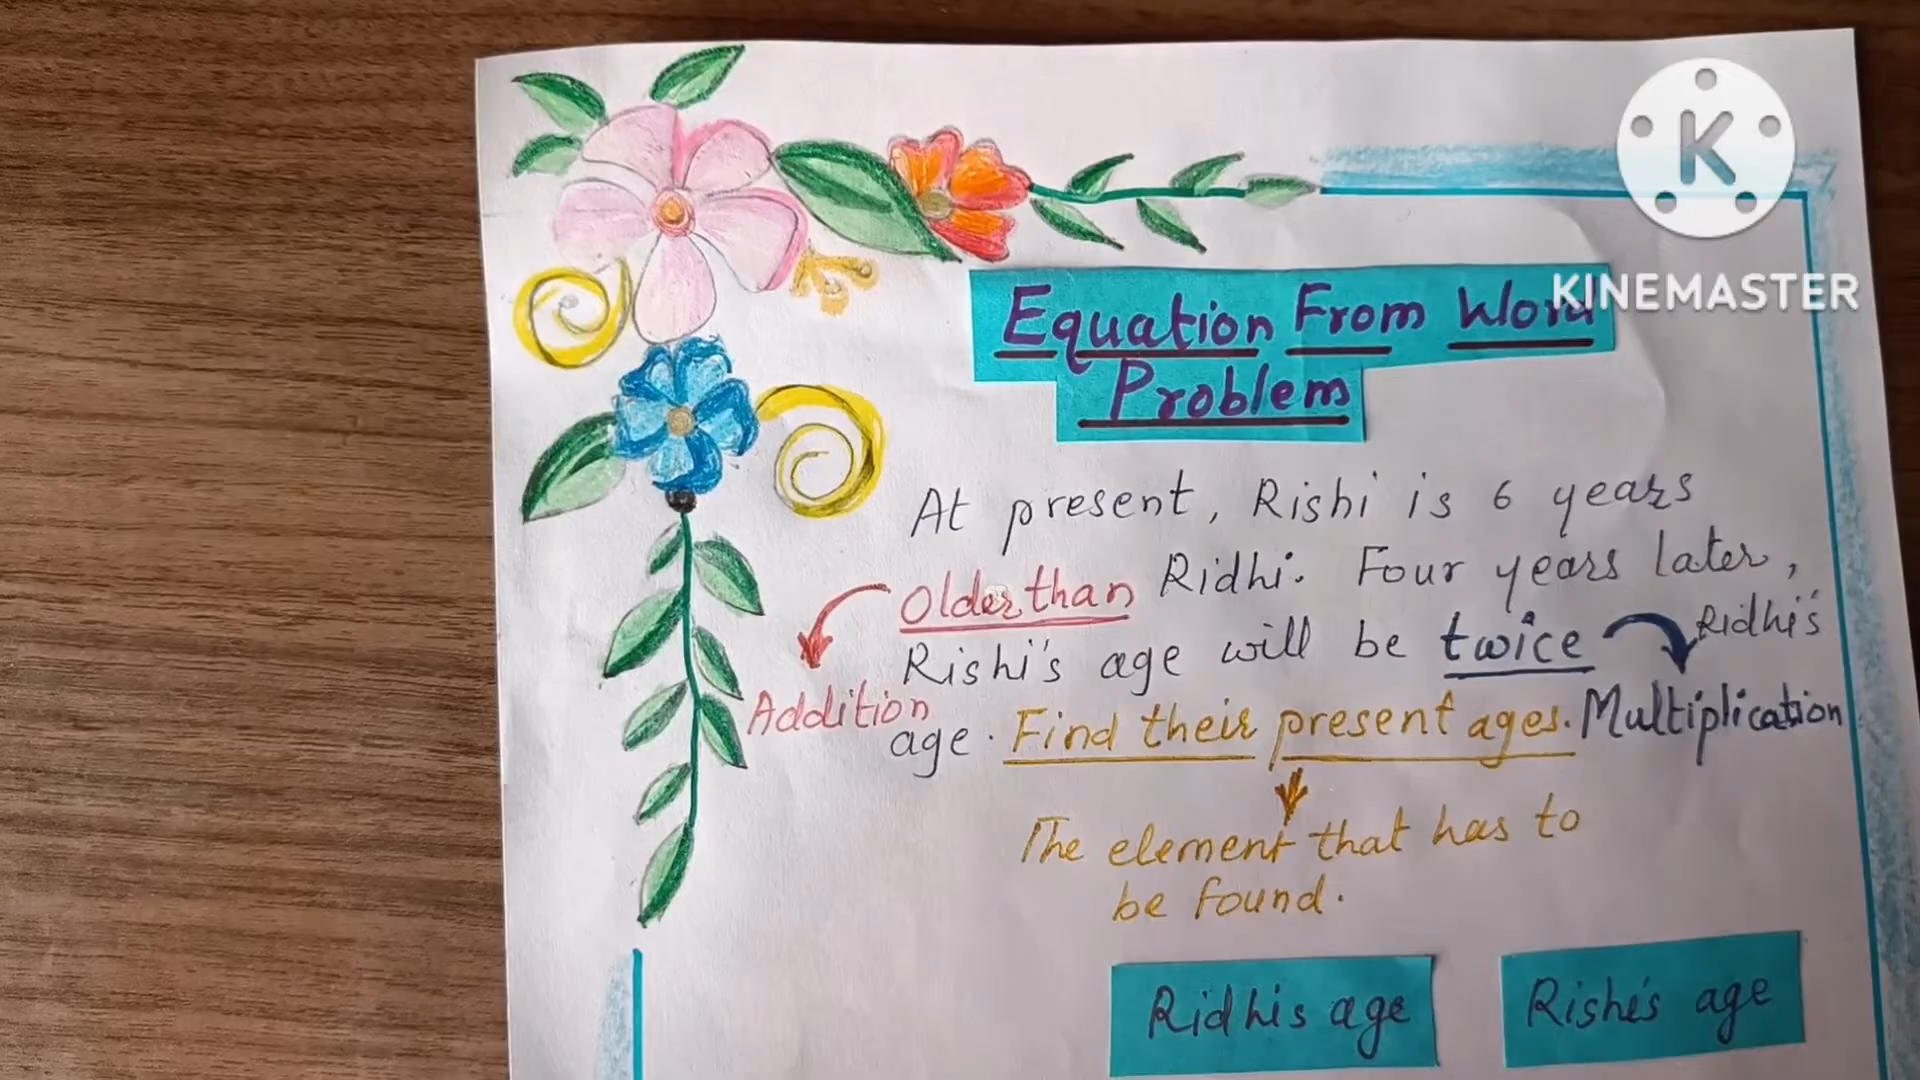 K
KINEMASTER
Equation From Word
Problem
At present, Rishi is 6 years
Older than Ridhi. Four years later,
Rishi's age will be twice Ridhi's
Addition
age. Find their present ages. Multiplication
The element that has to
be found.
Ridhis age
Rishi's age